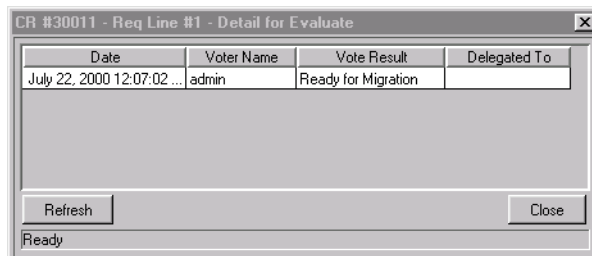 CR #30011 - Req Line #1 - Detail for Evaluate
Date Voter Name Vote Result Delegated To
July 22, 2000 12:07:02 ... admin Ready for Migration
Refresh Close
Ready